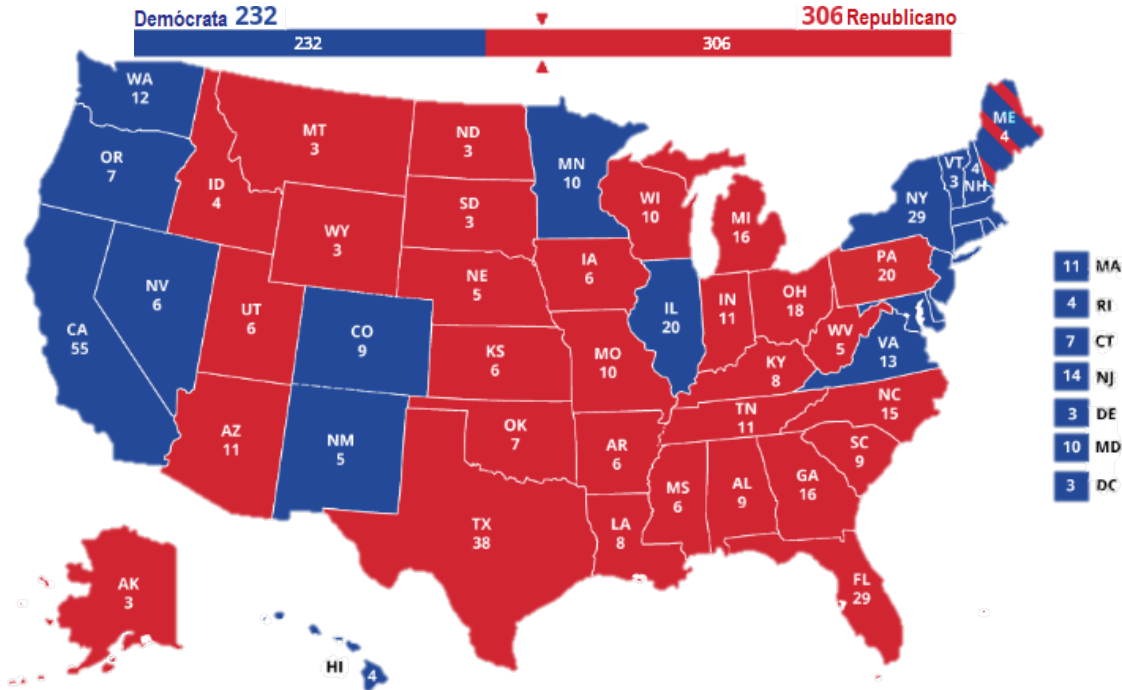 Demócrata 232
306 Republicano
232
306
WA
12
OR
7
CA
55
NV
6
ID
4
MT
3
WY
3
UT
6
AZ
11
CO
9
NM
5
ND
3
SD
3
NE
5
KS
6
OK
7
TX
38
MN
10
IA
6
MO
10
AR
6
LA
8
WI
10
IL
20
MI
16
IN
11
OH
18
KY
8
TN
11
MS
6
AL
9
GA
16
FL
29
SC
9
NC
15
VA
13
WV
5
PA
20
NY
29
VT
3
4
NH
ME
4
AK
3
HI
4
11 MA
4 RI
7 CT
14 NJ
3 DE
10 MD
3 DC